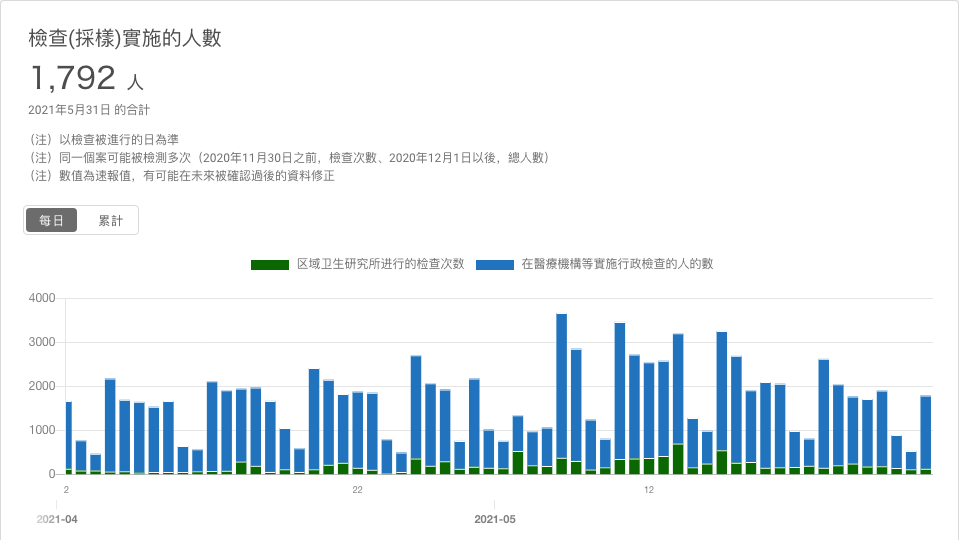 檢查(採樣)實施的人數
1,792 人
2021年5月31日 的合計
（注）以檢查被進行的日為準
（注）同一個案可能被檢測多次（2020年11月30日之前，檢查次數、2020年12月1日以後，總人數）
（注）數值為速報值，有可能在未來被確認過後的資料修正
每日 累計
区域卫生研究所进行的检查次数 在醫療機構等實施行政檢查的人的數
4000
3000
2000
1000
0
2 22 12
2021-04 2021-05